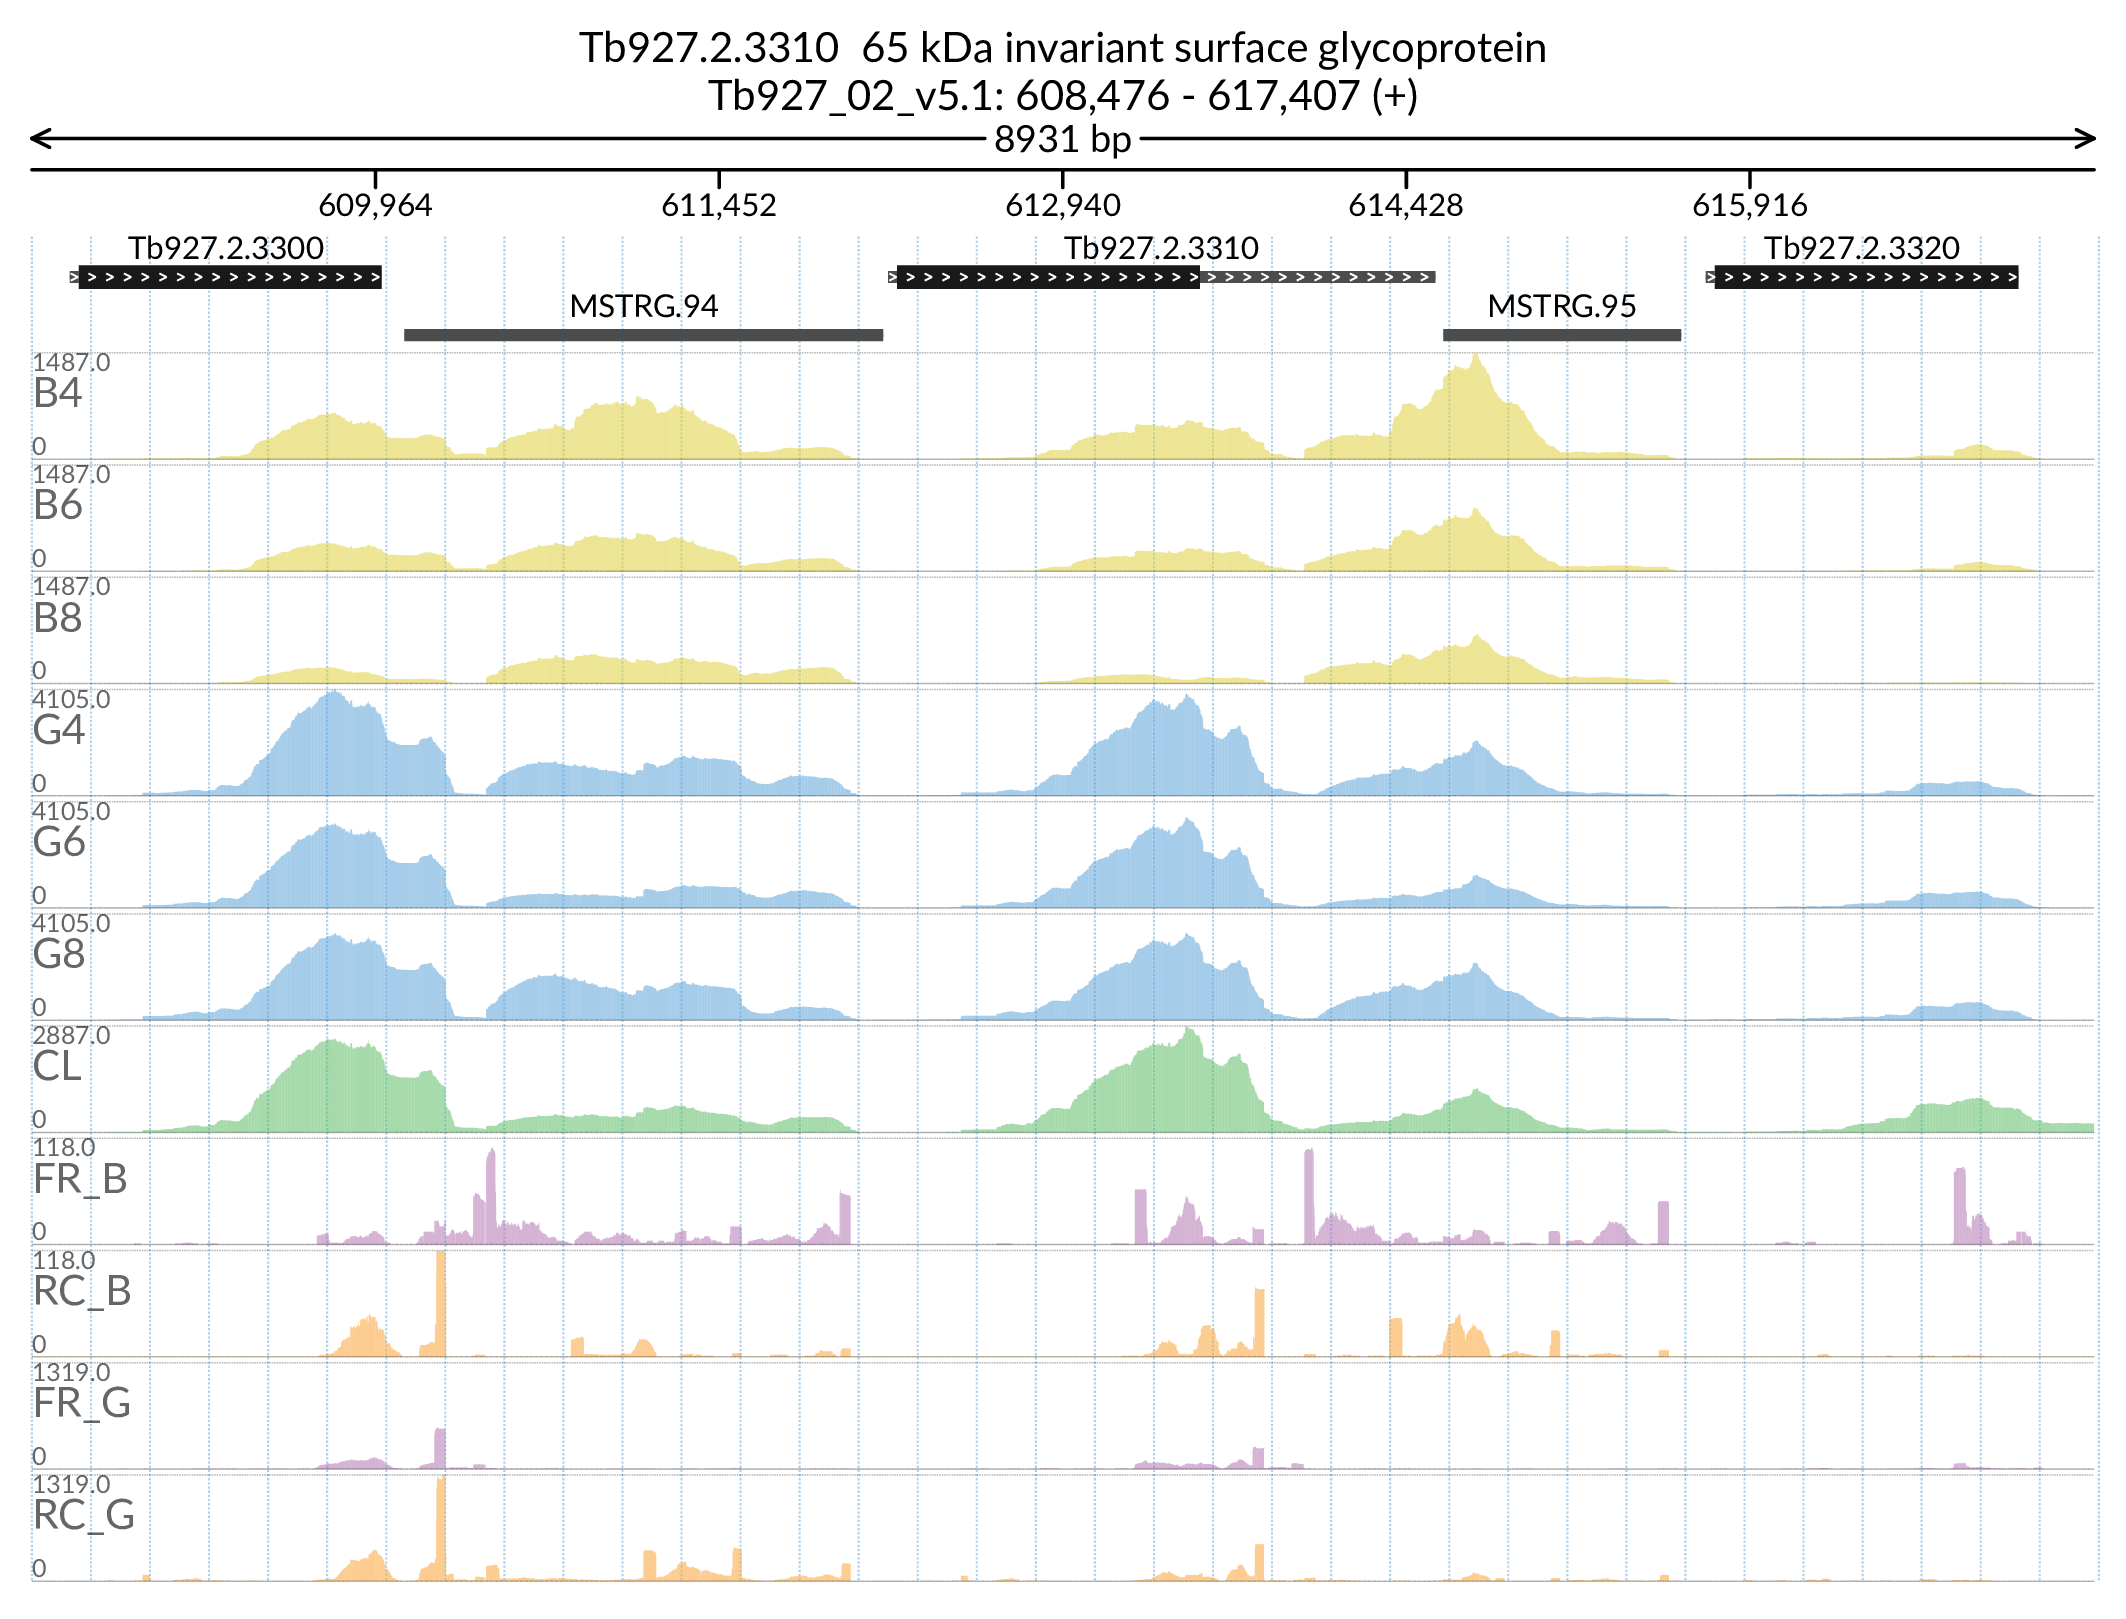 Tb927.2.3310  65 kDa invariant surface glycoprotein
Tb927_02_v5.1: 608,476 - 617,407 (+)
8931 bp
609,964 611,452 612,940 614,428 615,916
Tb927.2.3300 Tb927.2.3310 Tb927.2.3320
MSTRG.94 MSTRG.95
1487.0
B4
0
1487.0
B6
0
1487.0
B8
0
4105.0
G4
0
4105.0
G6
0
4105.0
G8
0
2887.0
CL
0
118.0
FR_B
0
118.0
RC_B
0
1319.0
FR_G
0
1319.0
RC_G
0